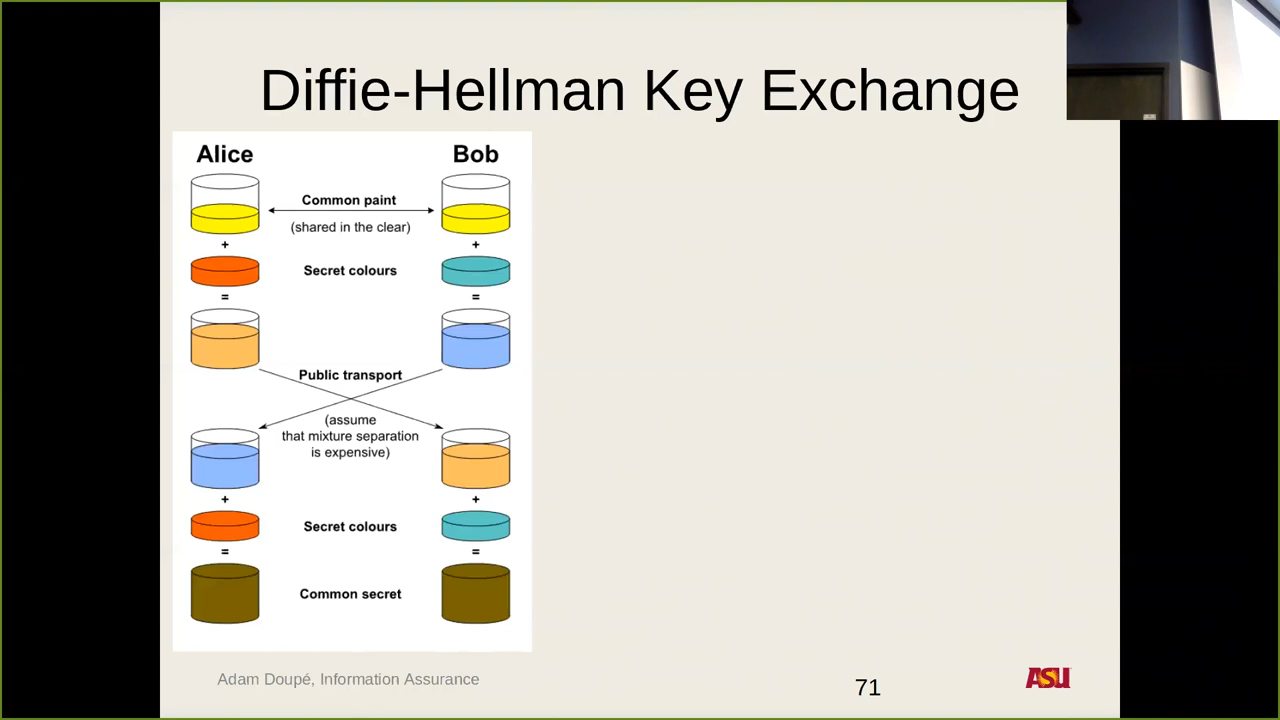 Diffie-Hellman Key Exchange
Alice
Bob
Common paint
(shared in the clear)
+
+
Secret colours
=
=
Public transport
(assume
that mixture separation
is expensive)
+
+
Secret colours
=
=
Common secret
Adam Doupé, Information Assurance
71
ASU